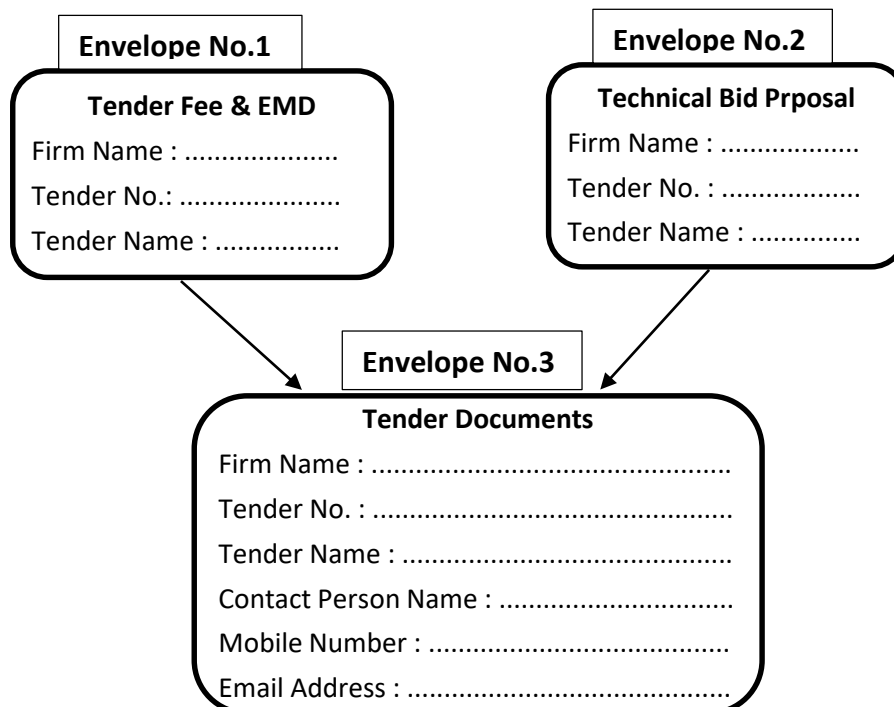 Envelope No.1
Tender Fee & EMD
Firm Name : ......................
Tender No.: .......................
Tender Name : .................
Envelope No.2
Technical Bid Prposal
Firm Name : ...................
Tender No. : ...................
Tender Name : ...............
Envelope No.3
Tender Documents
Firm Name : .................................................
Tender No. : .................................................
Tender Name : .............................................
Contact Person Name : ................................
Mobile Number : .........................................
Email Address : ............................................